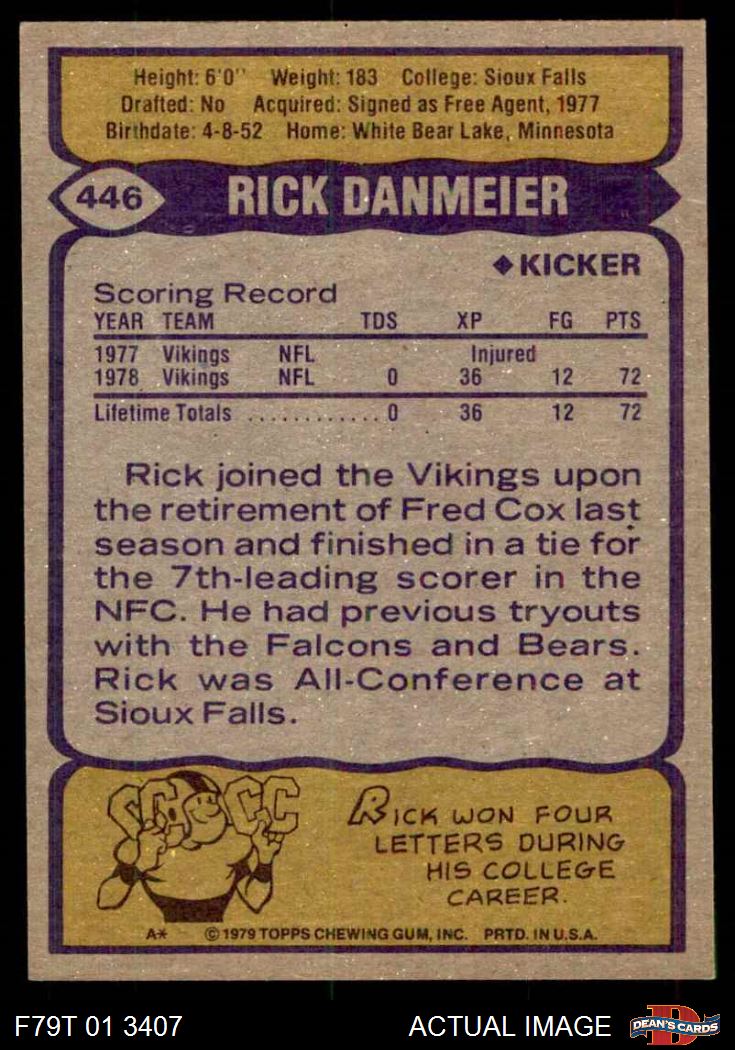 Height: 6'0" Weight: 183 College: Sioux Falls
Drafted: No Acquired: Signed as Free Agent, 1977
Birthdate: 4-8-52 Home: White Bear Lake, Minnesota
446 RICK DANMEIER
◆KICKER
Scoring Record
YEAR TEAM TDS XP FG PTS
1977 Vikings NFL Injured
1978 Vikings NFL 0 36 12 72
Lifetime Totals ............ 0 36 12 72
Rick joined the Vikings upon
the retirement of Fred Cox last
season and finished in a tie for
the 7th-leading scorer in the
NFC. He had previous tryouts
with the Falcons and Bears.
Rick was All-Conference at
Sioux Falls.
C C C C
RICK WON FOUR
LETTERS DURING
HIS COLLEGE
CAREER.
A* © 1979 TOPPS CHEWING GUM, INC. PRTD. IN U.S.A.
F79T 01 3407 ACTUAL IMAGE D DEAN'S CARDS